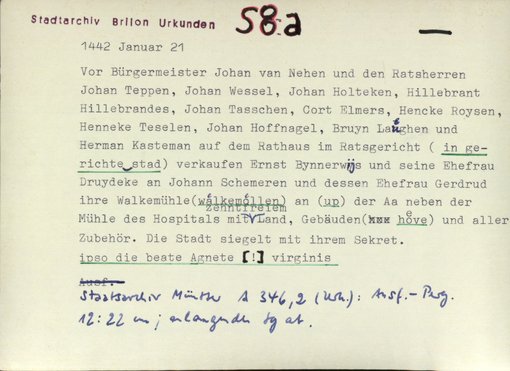 Stadtarchiv Brilon Urkunden 58a
1442 Januar 21
Vor Bürgermeister Johan van Nehen und den Ratsherren
Johan Teppen, Johan Wessel, Johan Holteken, Hillebrant
Hillebrandes, Johan Tasschen, Cort Elmers, Hencke Roysen,
Henneke Teselen, Johan Hoffnagel, Bruyn Laughen und
Herman Kasteman auf dem Rathaus im Ratsgericht ( in ge-
richte stad) verkaufen Ernst Bynnerwijs und seine Ehefrau
Druydeke an Johann Schemeren und dessen Ehefrau Gerdrud
ihre Walkemühle(walkemollen) an (up) der Aa neben der
zehntfreiem
Mühle des Hospitals mit Land, Gebäuden(xxx hove) und aller
Zubehör. Die Stadt siegelt mit ihrem Sekret.
ipso die beate Agnete [!] virginis
Ausf.
Staatsarchiv Münster A 346,2 (Urk.): Ausf.-Perg.
12:22 cm; anhangendes Sg ab.